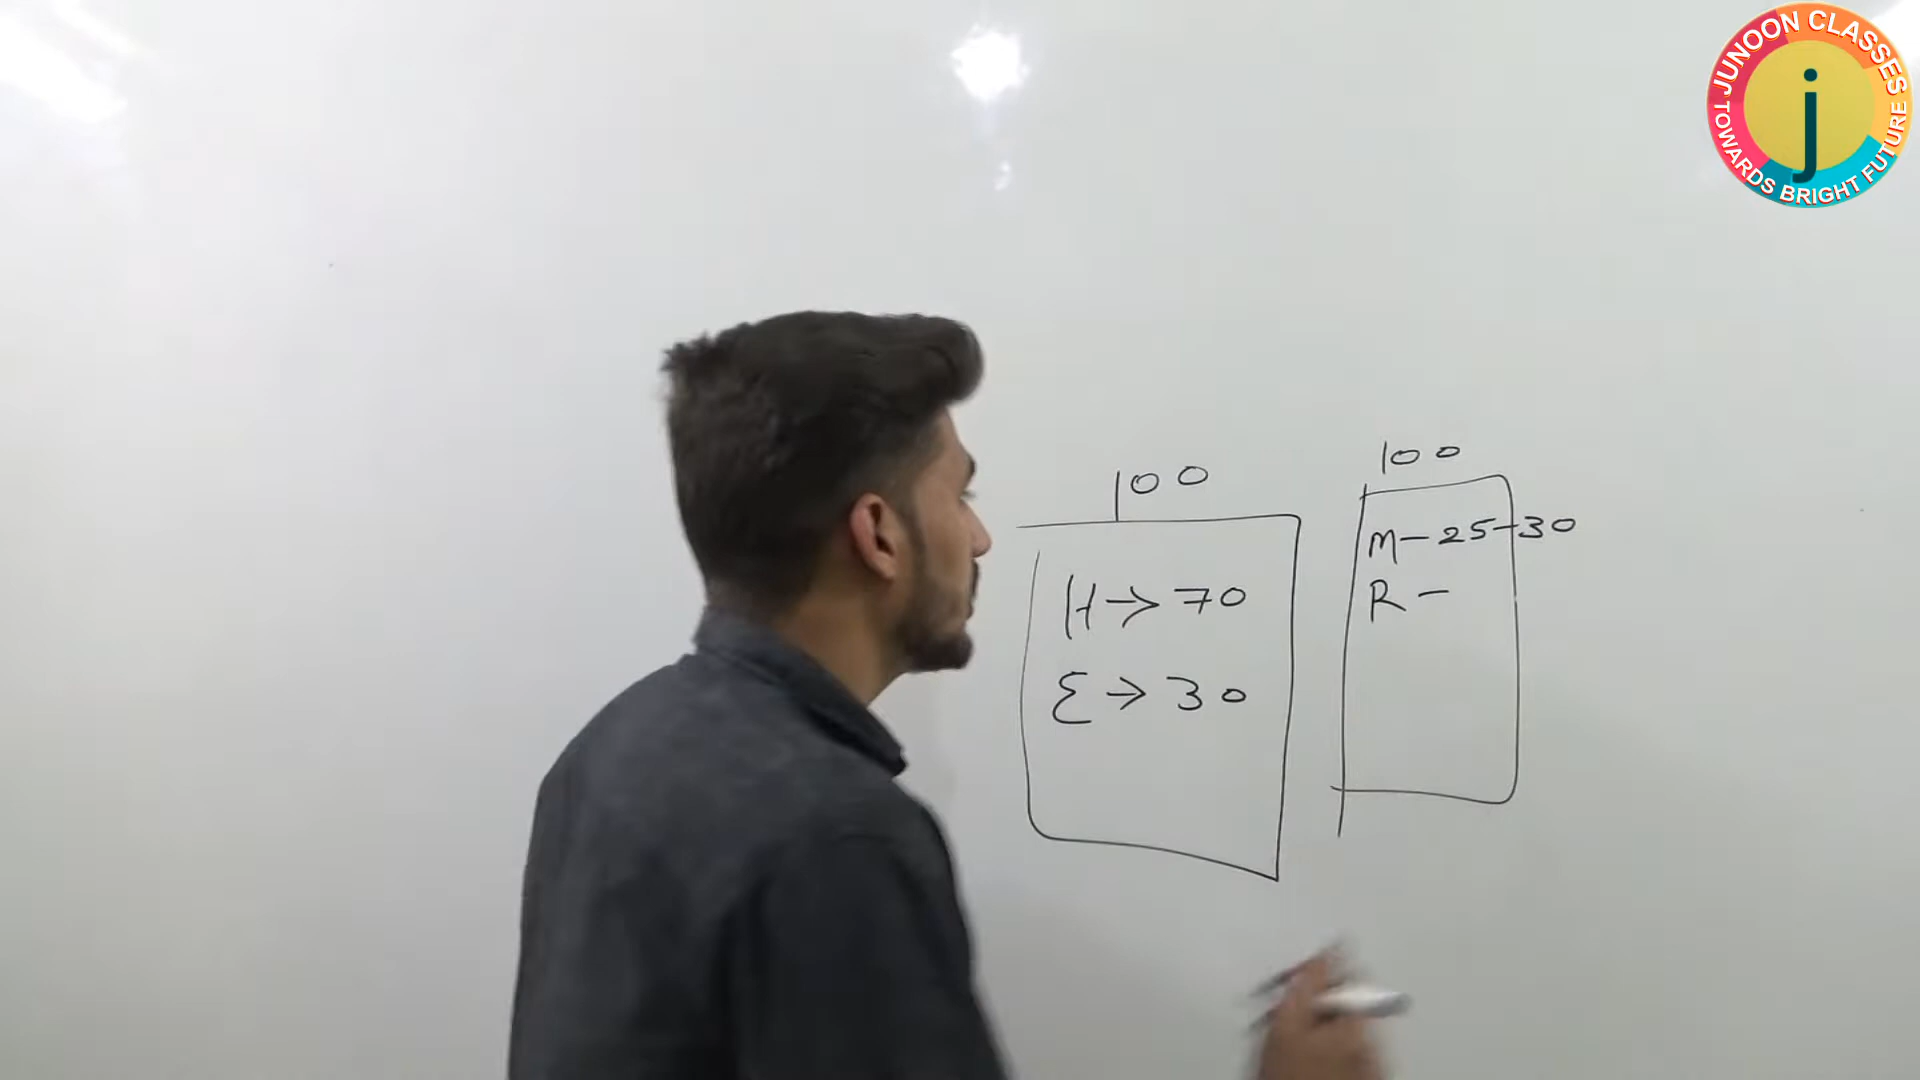 100
H → 70
Ɛ → 30
100
M - 25-30
R -
JUNOON CLASSES
j
TOWARDS BRIGHT FUTURE